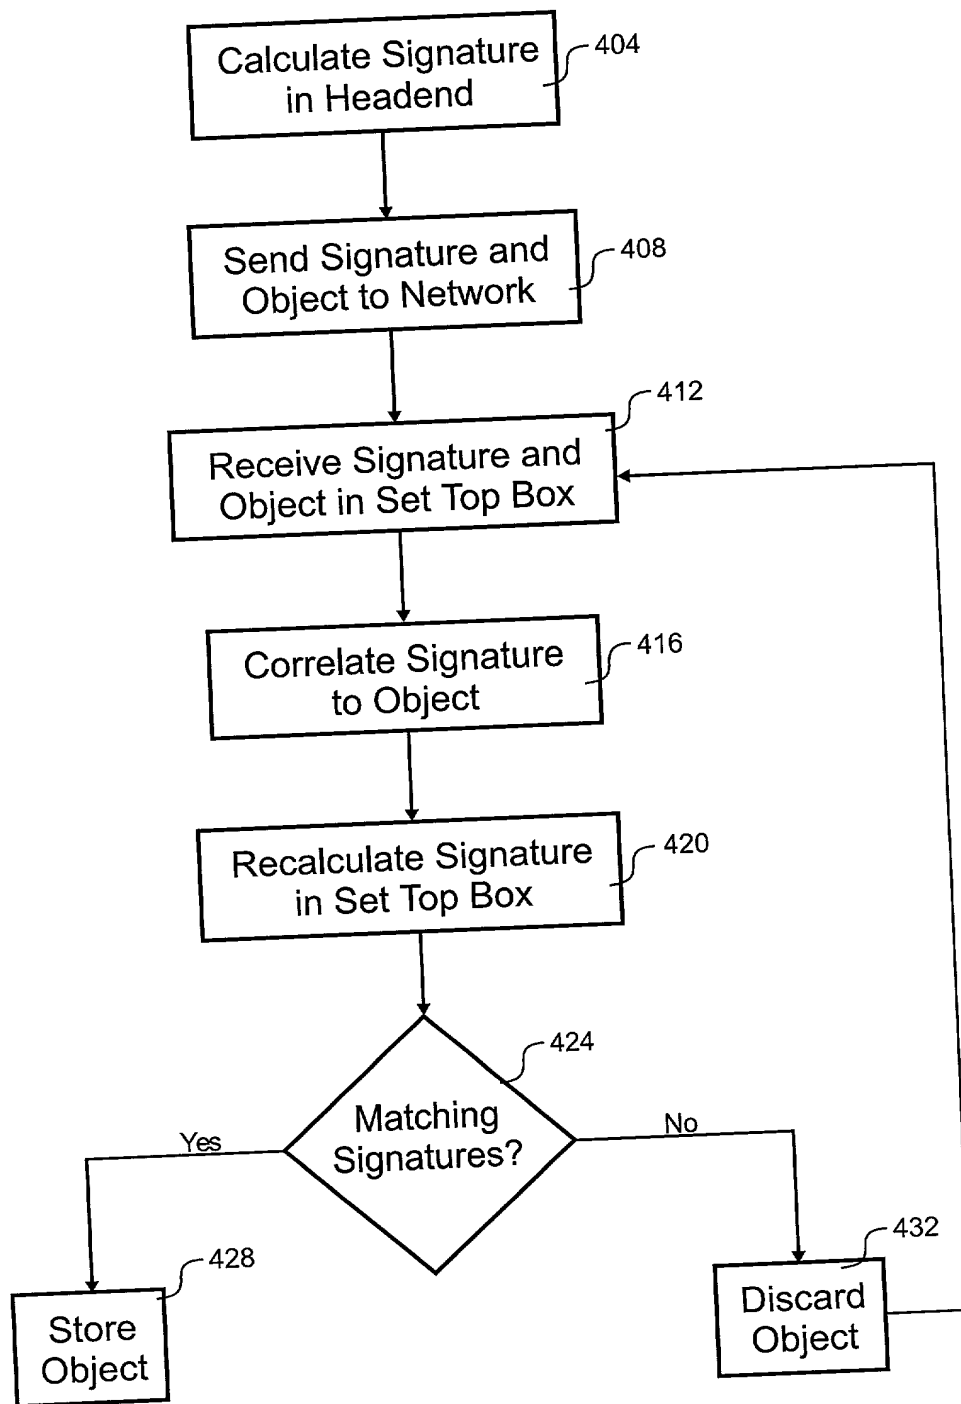 Calculate Signature
in Headend
404
Send Signature and
Object to Network
408
412
Receive Signature and
Object in Set Top Box
Correlate Signature
to Object
416
Recalculate Signature
in Set Top Box
420
424
Matching
Signatures?
Yes
No
428
Store
Object
432
Discard
Object